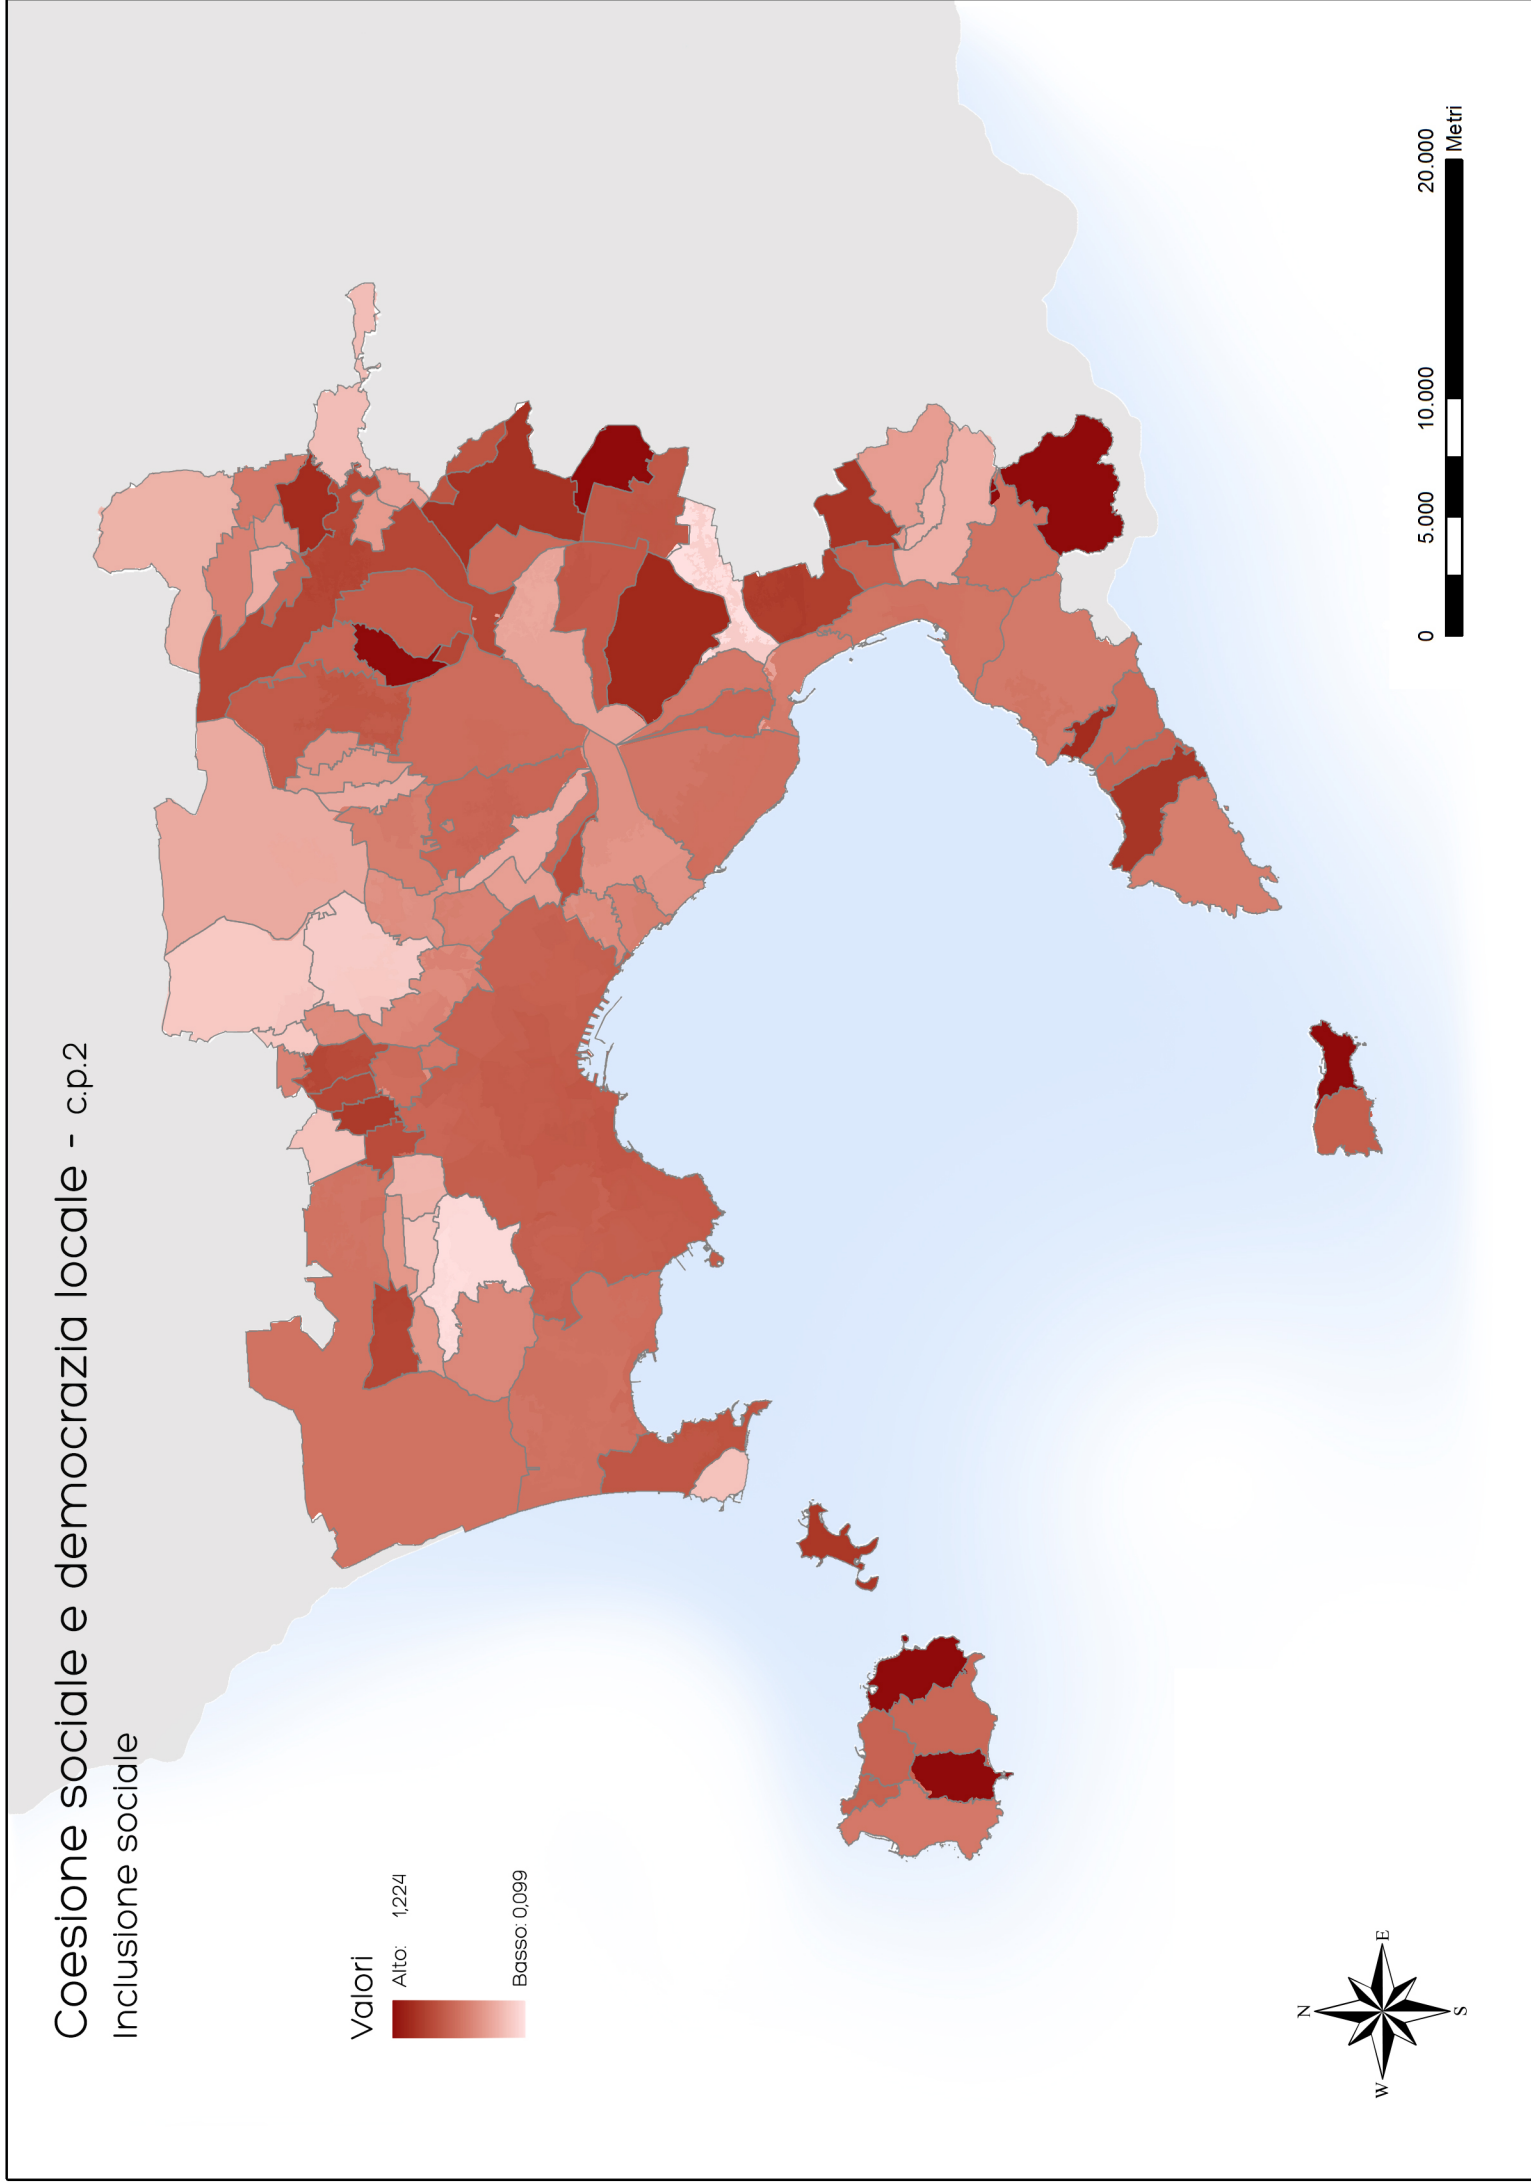 Coesione sociale e democrazia locale - c.p.2
Inclusione sociale
Valori
Alto: 1,224
Basso: 0,099
N
W
E
S
0 5.000 10.000 20.000
Metri